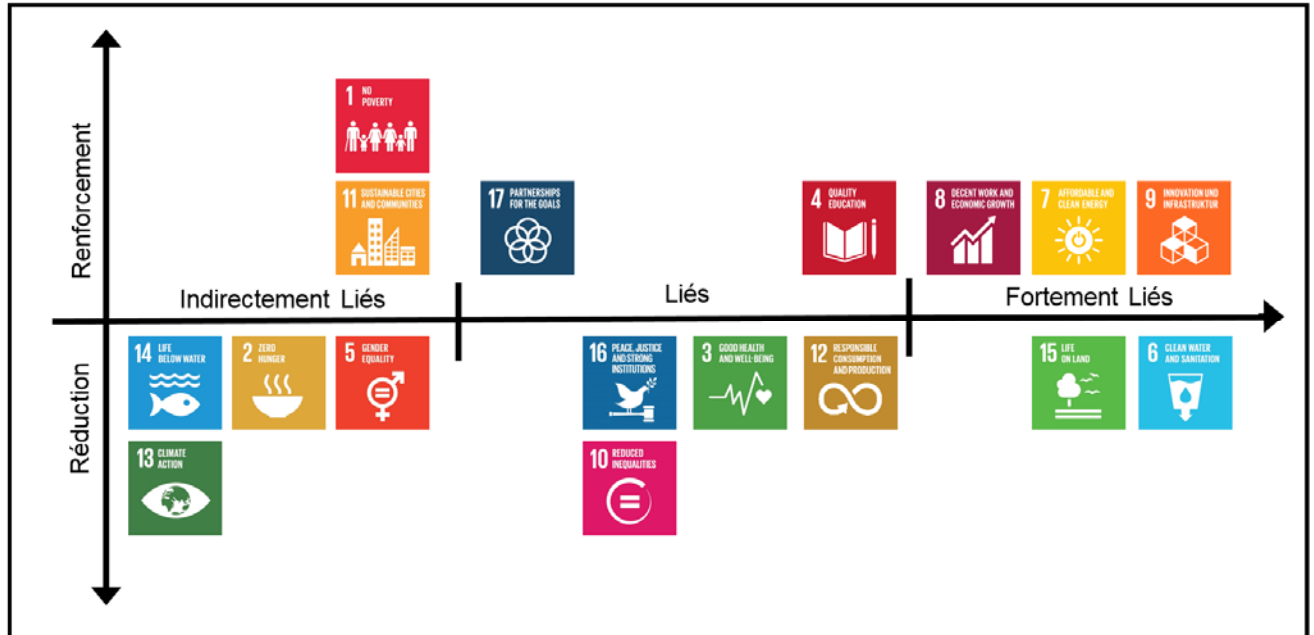 Renforcement
Réduction
1 NO
POVERTY
11 SUSTAINABLE CITIES
AND COMMUNITIES
17 PARTNERSHIPS
FOR THE GOALS
4 QUALITY
EDUCATION
8 DECENT WORK AND
ECONOMIC GROWTH
7 AFFORDABLE AND
CLEAN ENERGY
9 INNOVATION UND
INFRASTRUKTUR
Indirectement Liés
Liés
Fortement Liés
14 LIFE
BELOW WATER
2 ZERO
HUNGER
5 GENDER
EQUALITY
16 PEACE, JUSTICE
AND STRONG
INSTITUTIONS
3 GOOD HEALTH
AND WELL-BEING
12 RESPONSIBLE
CONSUMPTION
AND PRODUCTION
15 LIFE
ON LAND
6 CLEAN WATER
AND SANITATION
13 CLIMATE
ACTION
10 REDUCED
INEQUALITIES